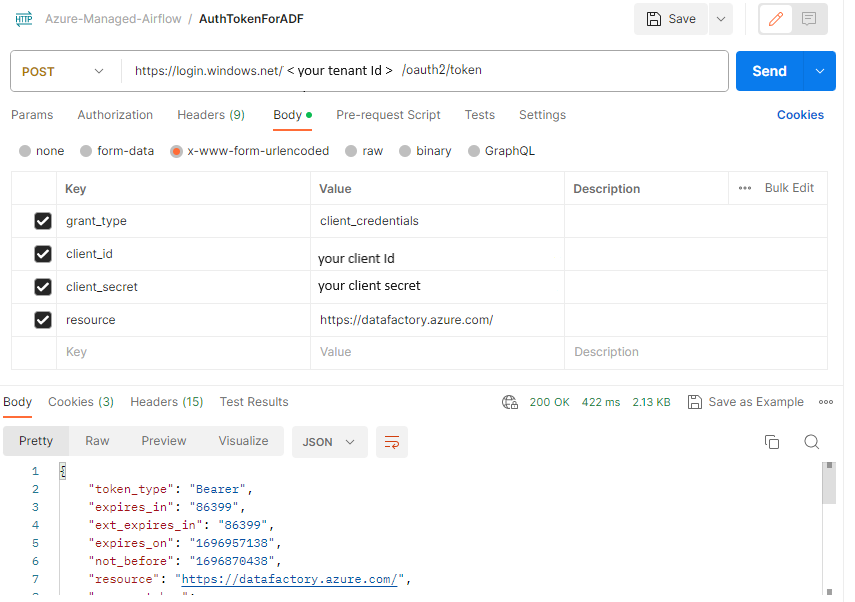 HTTP Azure-Managed-Airflow / AuthTokenForADF Save
POST https://login.windows.net/ < your tenant Id > /oauth2/token Send
Params Authorization Headers (9) Body Pre-request Script Tests Settings Cookies
none form-data x-www-form-urlencoded raw binary GraphQL
Key Value Description ••• Bulk Edit
grant_type client_credentials
client_id your client Id
client_secret your client secret
resource https://datafactory.azure.com/
Key Value Description
Body Cookies (3) Headers (15) Test Results 200 OK 422 ms 2.13 KB Save as Example
Pretty Raw Preview Visualize JSON
1 {
2 "token_type": "Bearer",
3 "expires_in": "86399",
4 "ext_expires_in": "86399",
5 "expires_on": "1696957138",
6 "not_before": "1696870438",
7 "resource": "https://datafactory.azure.com/",